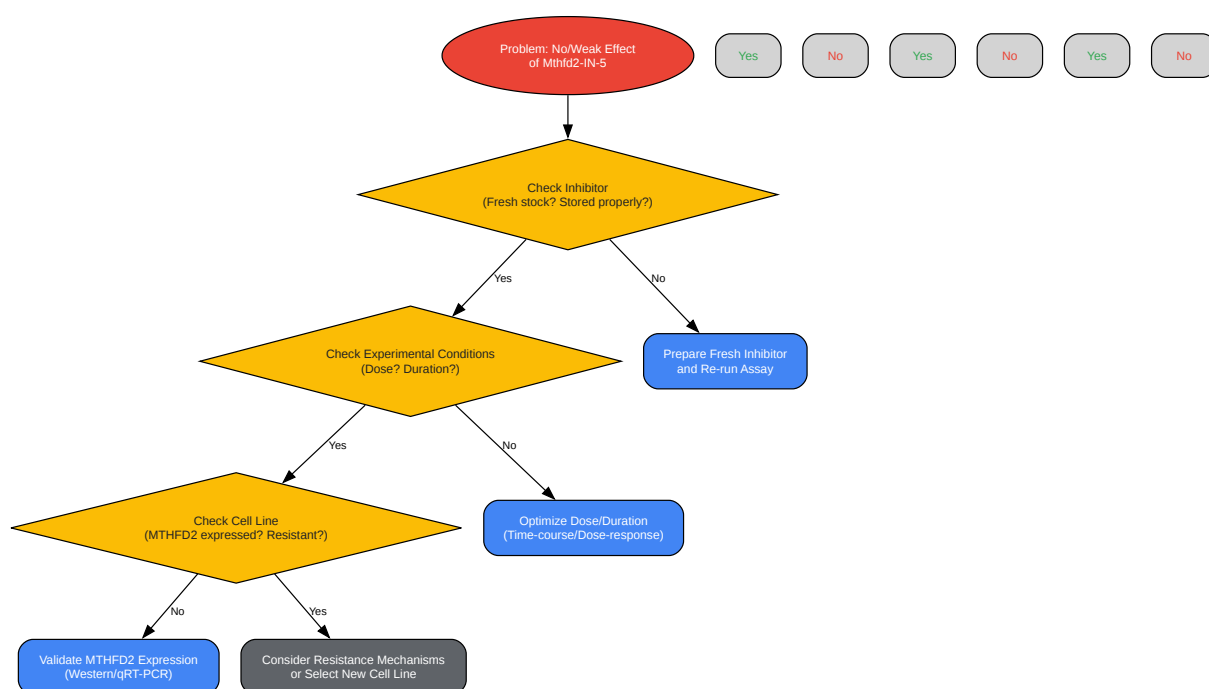 Problem: No/Weak Effect
of Mthfd2-IN-5
Yes
No
Yes
No
Yes
No
Check Inhibitor
(Fresh stock? Stored properly?)
Yes
No
Check Experimental Conditions
(Dose? Duration?)
Prepare Fresh Inhibitor
and Re-run Assay
Yes
No
Check Cell Line
(MTHFD2 expressed? Resistant?)
Optimize Dose/Duration
(Time-course/Dose-response)
No
Yes
Validate MTHFD2 Expression
(Western/qRT-PCR)
Consider Resistance Mechanisms
or Select New Cell Line